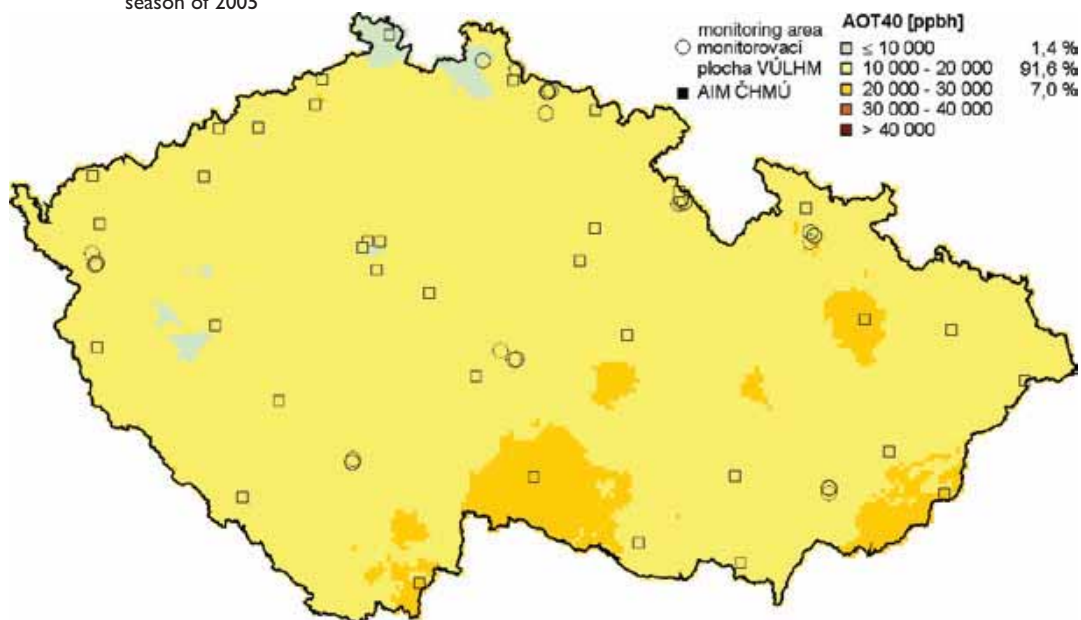 season of 2005
monitoring area
monitorovací
plocha VÚLHM
AIM ČHMÚ
AOT40 [ppbh]
≤ 10 000 1,4 %
10 000 - 20 000 91,6 %
20 000 - 30 000 7,0 %
30 000 - 40 000
> 40 000